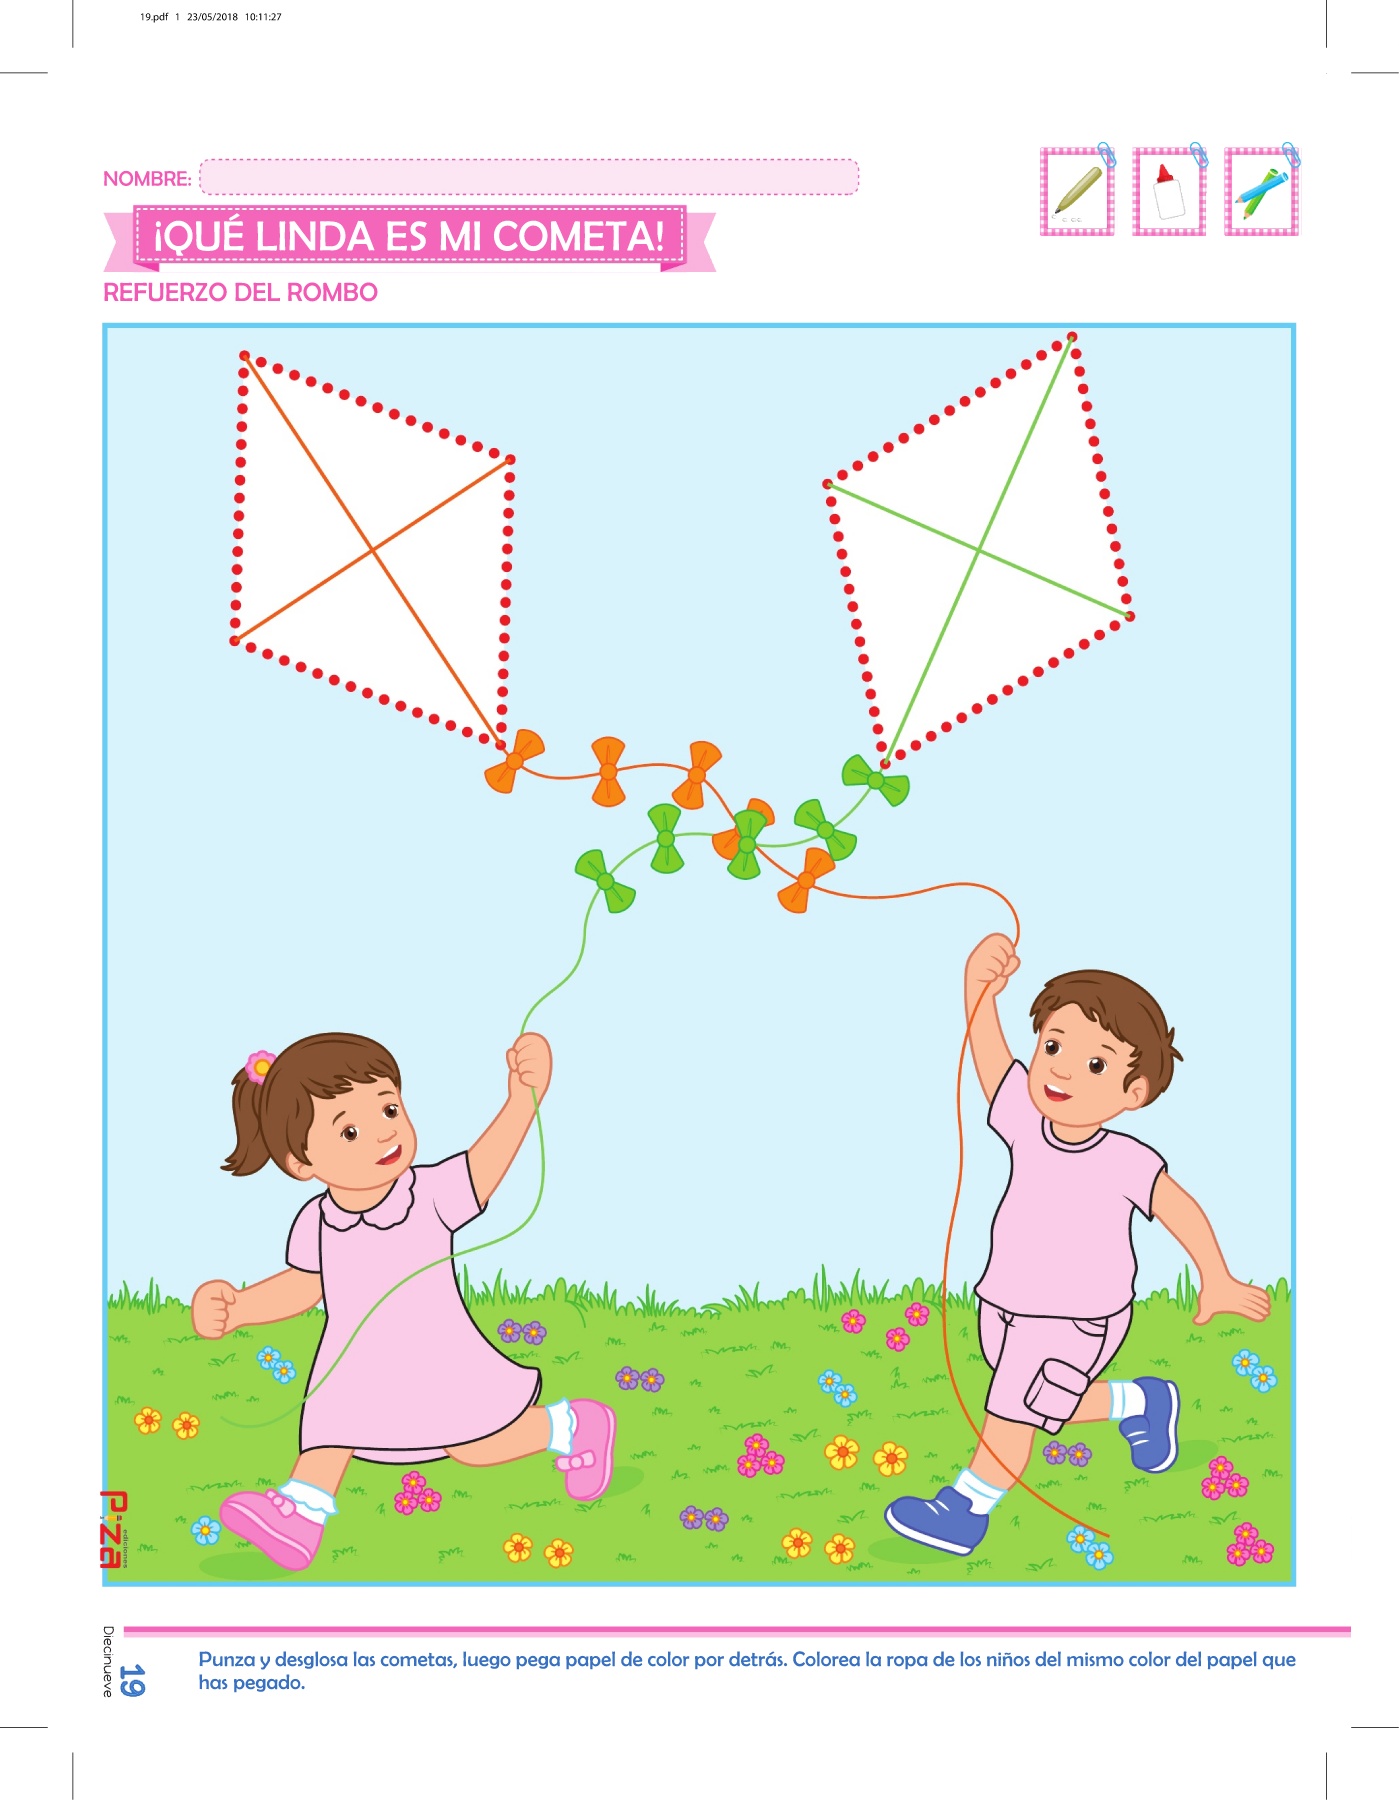 19.pdf 1 23/05/2018 10:11:27
NOMBRE:
¡QUÉ LINDA ES MI COMETA!
REFUERZO DEL ROMBO
Piza
ediciones
Diecinueve
19
Punza y desglosa las cometas, luego pega papel de color por detrás. Colorea la ropa de los niños del mismo color del papel que
has pegado.